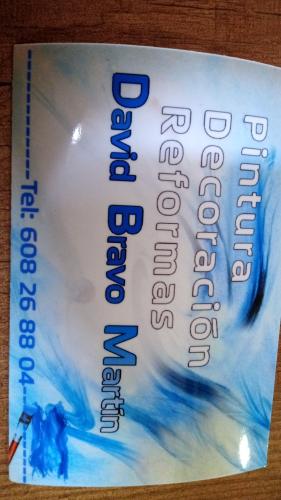 Pintura
Decoración
Reformas
David Bravo Martín
-----------Tel: 608 26 88 04-----------